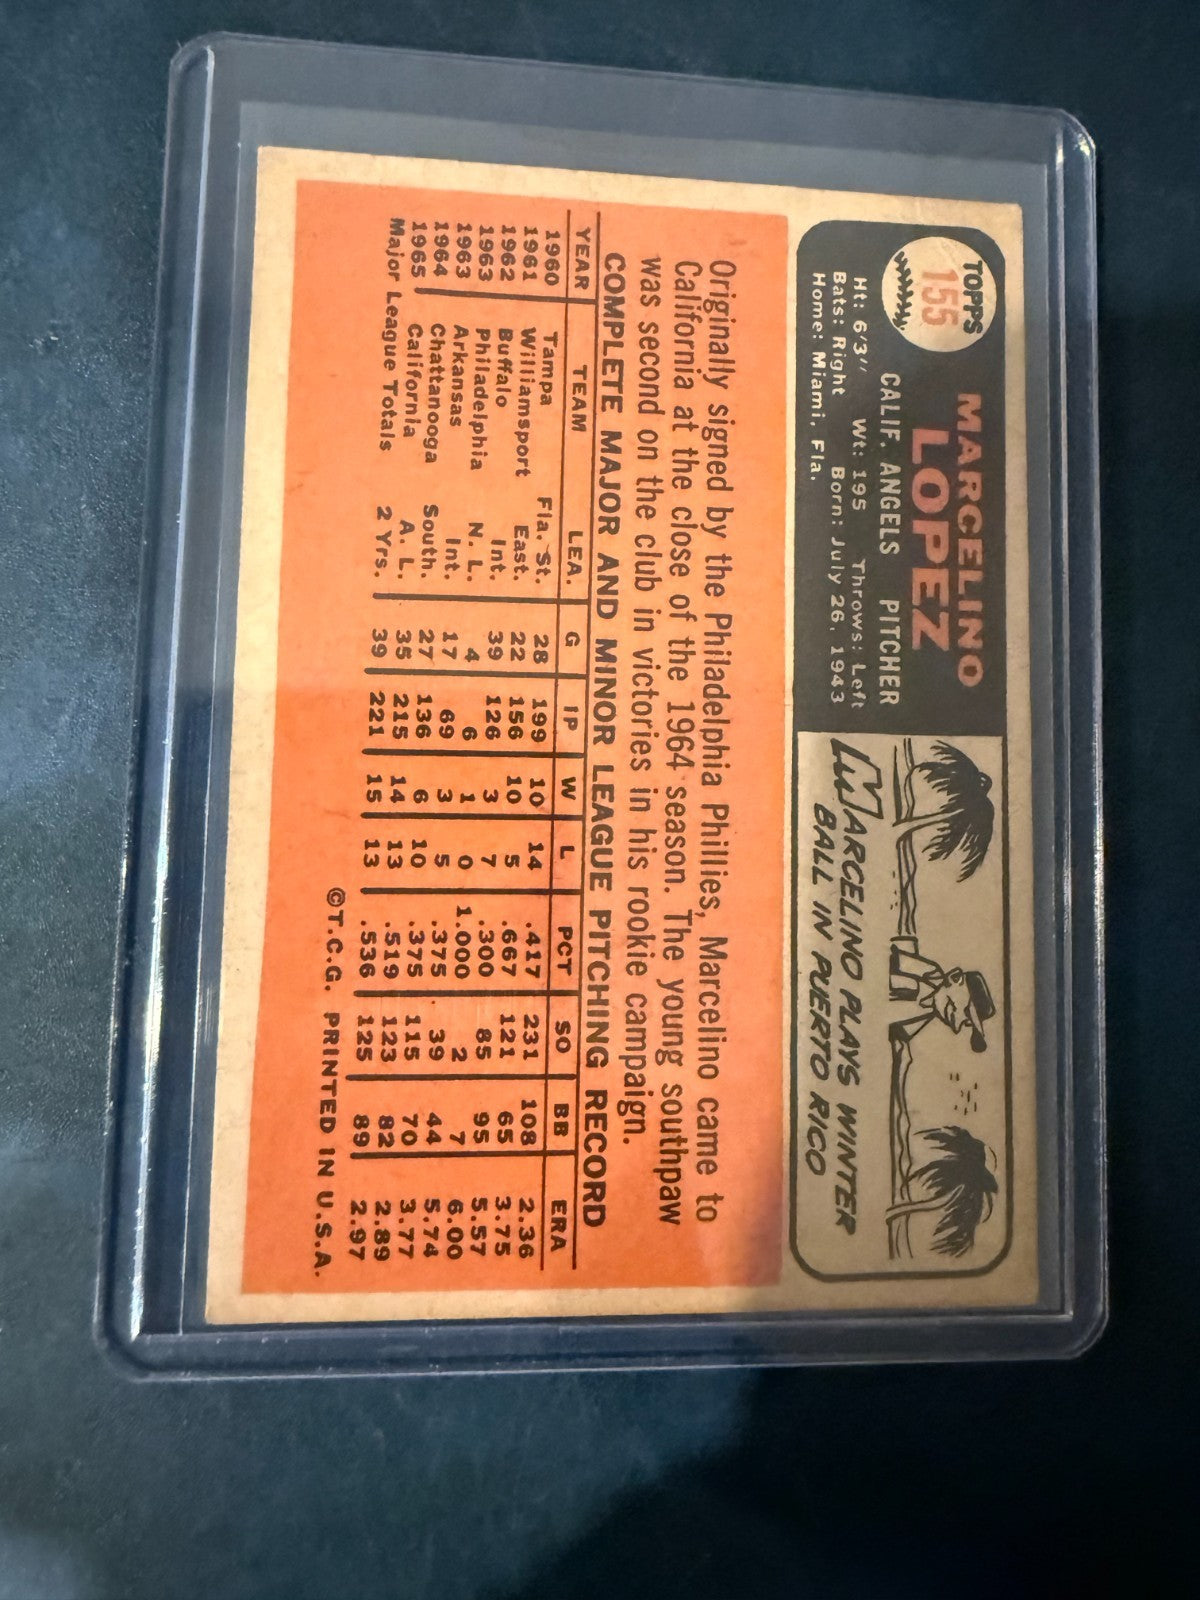 TOPPS
155
MARCELINO
LOPEZ
CALIF. ANGELS PITCHER
Ht: 6'3" Wt: 195 Throws: Left
Bats: Right Born: July 26, 1943
Home: Miami, Fla.
MARCELINO PLAYS WINTER
BALL IN PUERTO RICO
Originally signed by the Philadelphia Phillies, Marcelino came to
California at the close of the 1964 season. The young southpaw
was second on the club in victories in his rookie campaign.
COMPLETE MAJOR AND MINOR LEAGUE PITCHING RECORD
YEAR TEAM LEA. G IP W L PCT SO BB ERA
1960 Tampa Fla. St. 28 199 10 14 .417 231 108 2.36
1961 Williamsport East. 22 156 10 5 .667 121 65 3.75
1962 Buffalo Int. 39 126 3 7 .300 85 95 5.57
1963 Philadelphia N. L. 4 6 1 0 1.000 2 7 6.00
1963 Arkansas Int. 17 69 3 5 .375 39 44 5.74
1964 Chattanooga South. 27 136 6 10 .375 115 70 3.77
1965 California A. L. 35 215 14 13 .519 123 82 2.89
Major League Totals 2 Yrs. 39 221 15 13 .536 125 89 2.97
©T.C.G. PRINTED IN U.S.A.